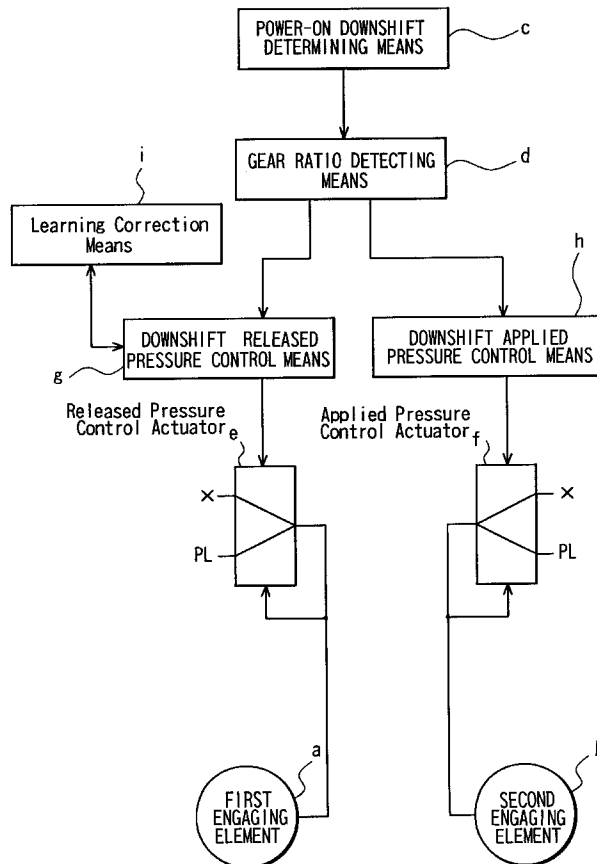 POWER-ON DOWNSHIFT
DETERMINING MEANS
c
GEAR RATIO DETECTING
MEANS
d
i
Learning Correction
Means
h
DOWNSHIFT RELEASED
PRESSURE CONTROL MEANS
g
DOWNSHIFT APPLIED
PRESSURE CONTROL MEANS
Released Pressure
Control Actuator
e
Applied Pressure
Control Actuator
f
X
PL
X
PL
a
FIRST
ENGAGING
ELEMENT
SECOND
ENGAGING
ELEMENT